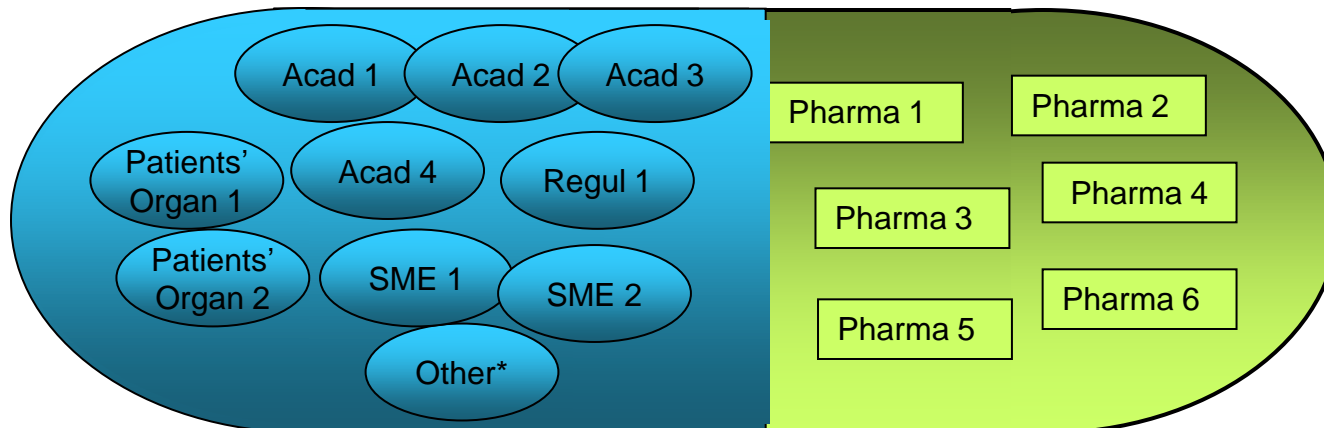 Acad 1
Acad 2
Acad 3
Pharma 1
Pharma 2
Patients’
Organ 1
Acad 4
Regul 1
Pharma 3
Pharma 4
Patients’
Organ 2
SME 1
SME 2
Pharma 5
Pharma 6
Other*